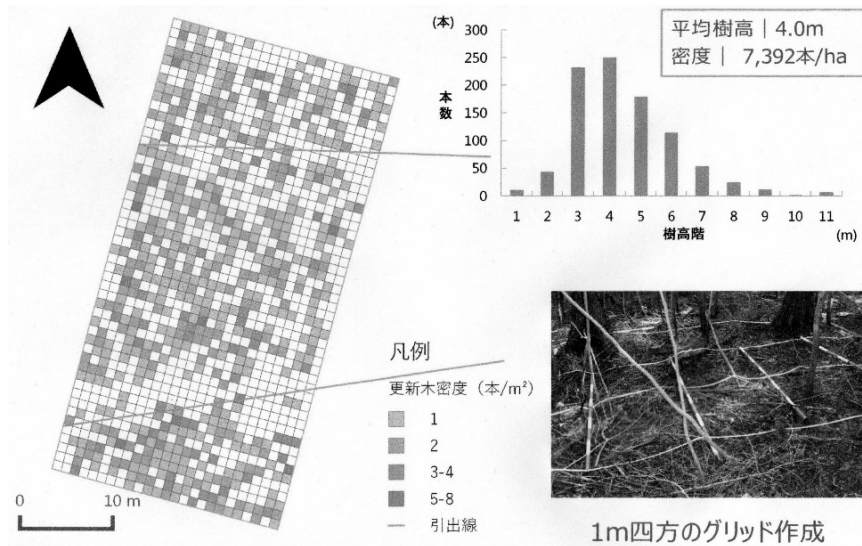 (本)
300
250
200
150
100
50
0
本数
1 2 3 4 5 6 7 8 9 10 11
樹高階
(m)
平均樹高 | 4.0m
密度 | 7,392本/ha
凡例
更新木密度（本/m²）
1
2
3-4
5-8
引出線
0 10 m
1m四方のグリッド作成